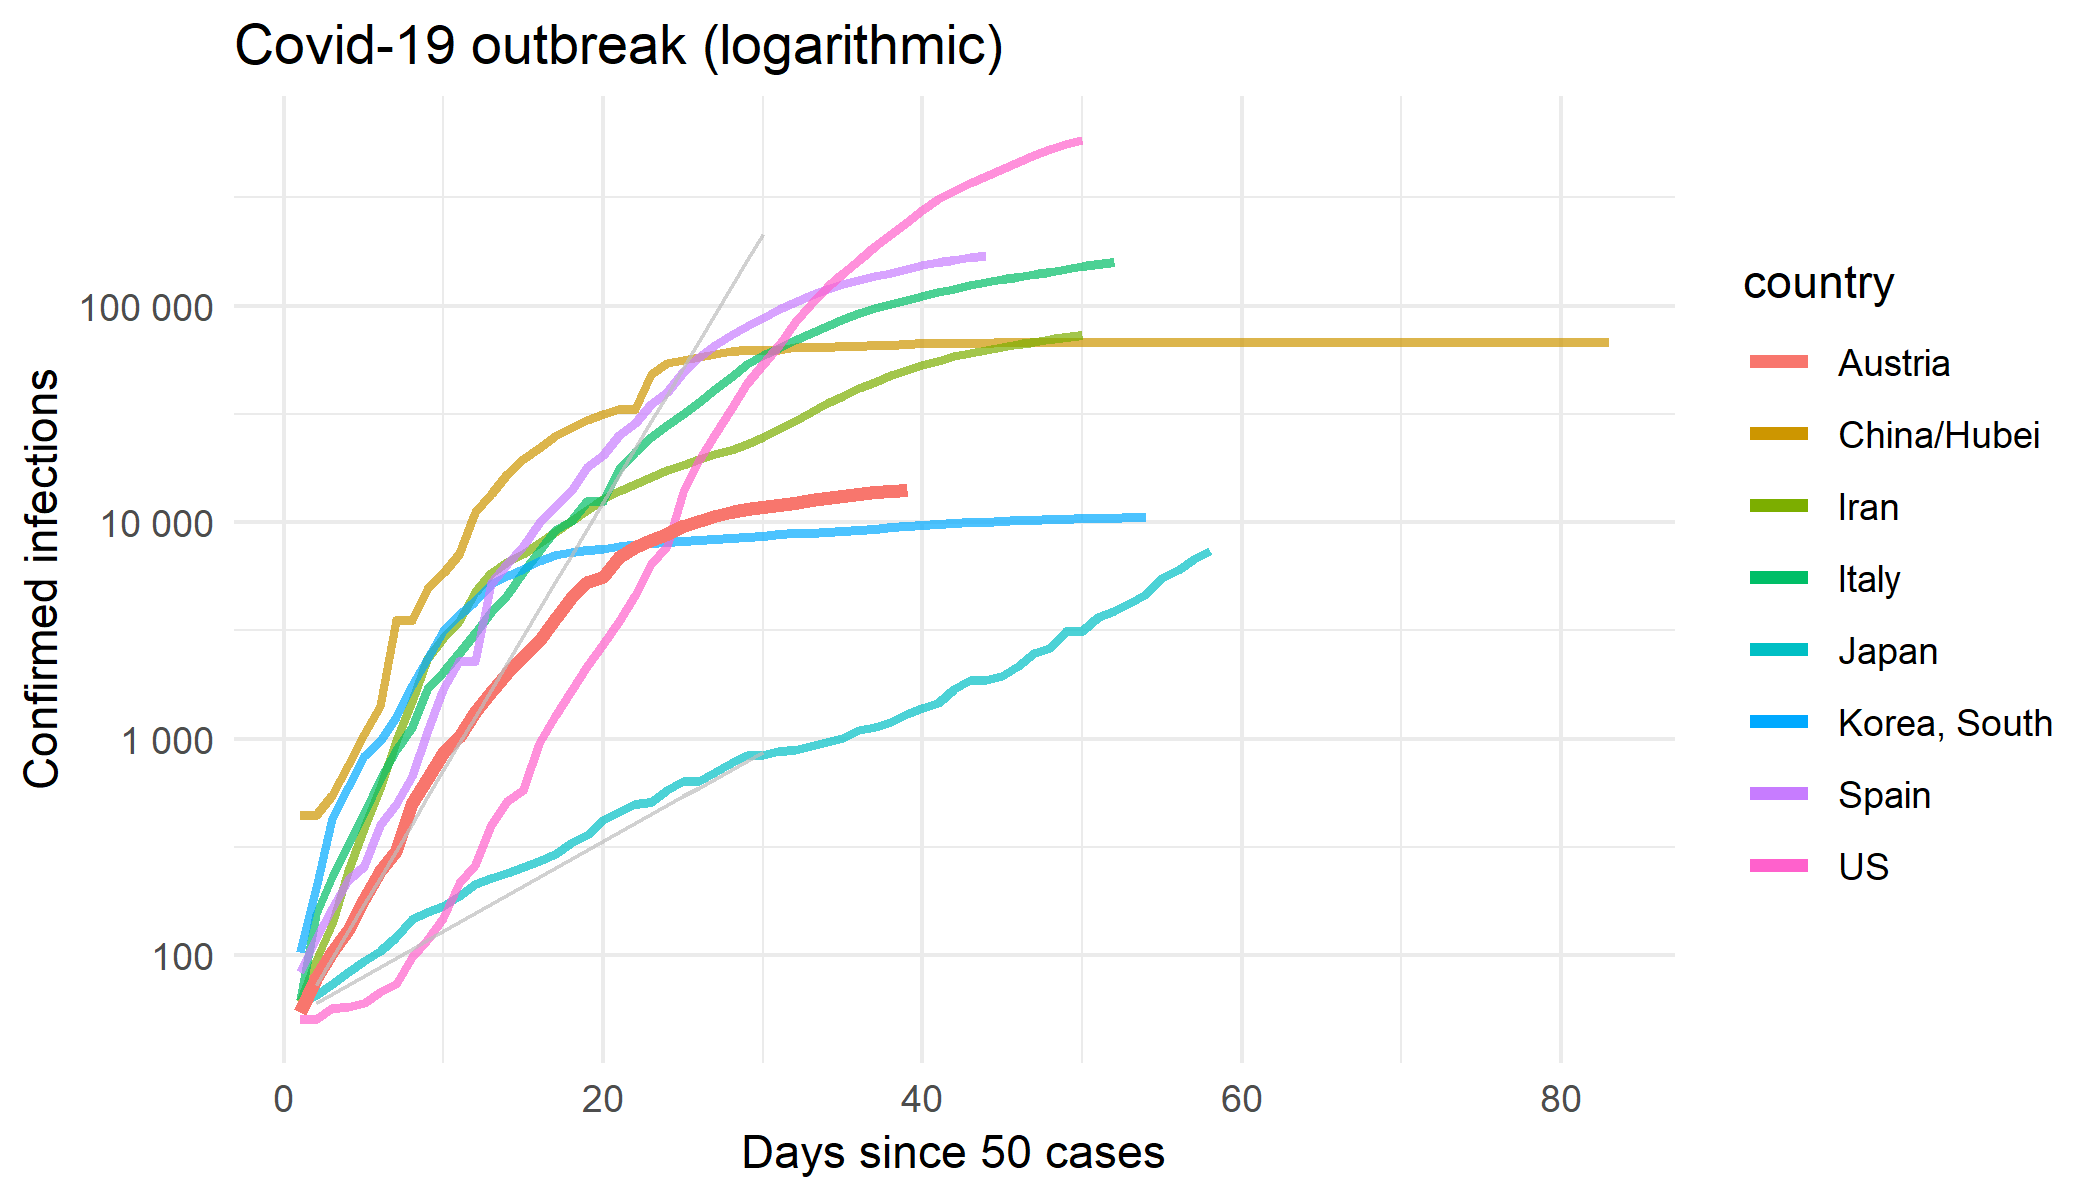 Covid-19 outbreak (logarithmic)
Confirmed infections
100 000
10 000
1 000
100
0 20 40 60 80
Days since 50 cases
country
Austria
China/Hubei
Iran
Italy
Japan
Korea, South
Spain
US